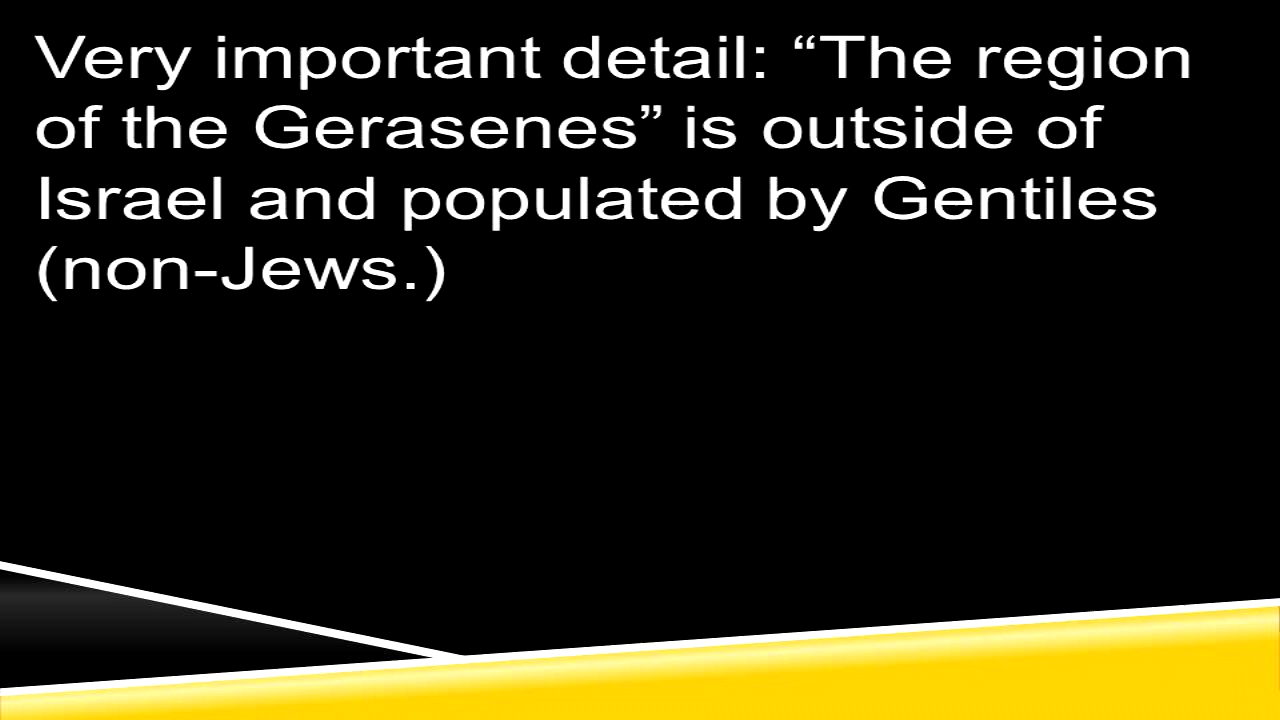 Very important detail: “The region
of the Gerasenes” is outside of
Israel and populated by Gentiles
(non-Jews.)